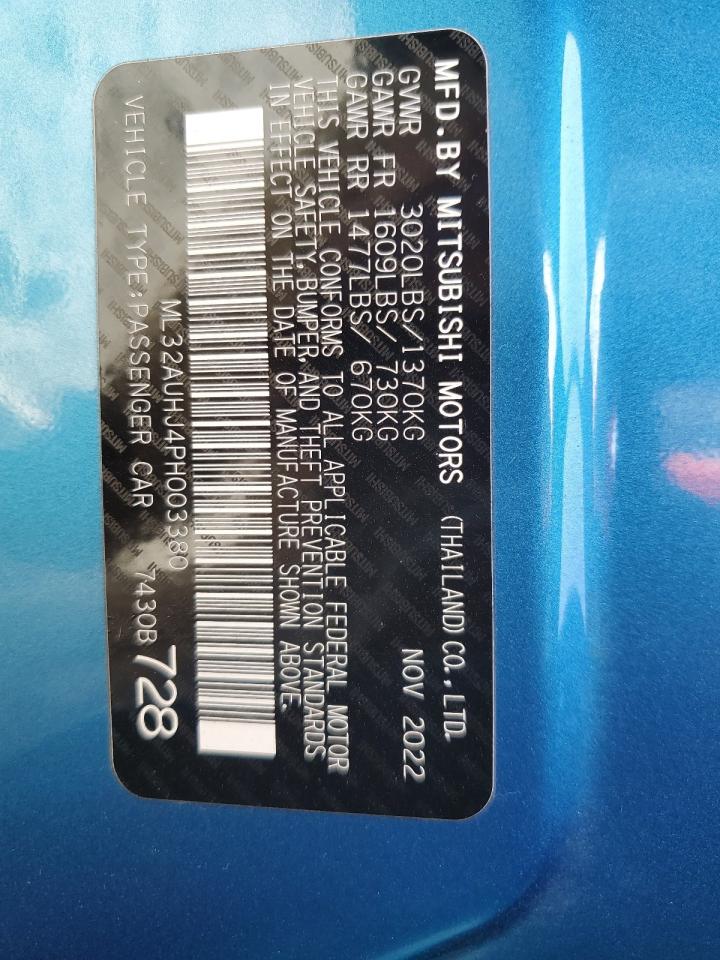 MFD.BY MITSUBISHI MOTORS (THAILAND) CO.,LTD.
GVWR 3020LBS/1370KG NOV 2022
GAWR FR 1609LBS/ 730KG
GAWR RR 1477LBS/ 670KG
THIS VEHICLE CONFORMS TO ALL APPLICABLE FEDERAL MOTOR
VEHICLE SAFETY,BUMPER,AND THEFT PREVENTION STANDARDS
IN EFFECT ON THE DATE OF MANUFACTURE SHOWN ABOVE.
ML32AUHJ4PH003380
VEHICLE TYPE:PASSENGER CAR 7430B 728